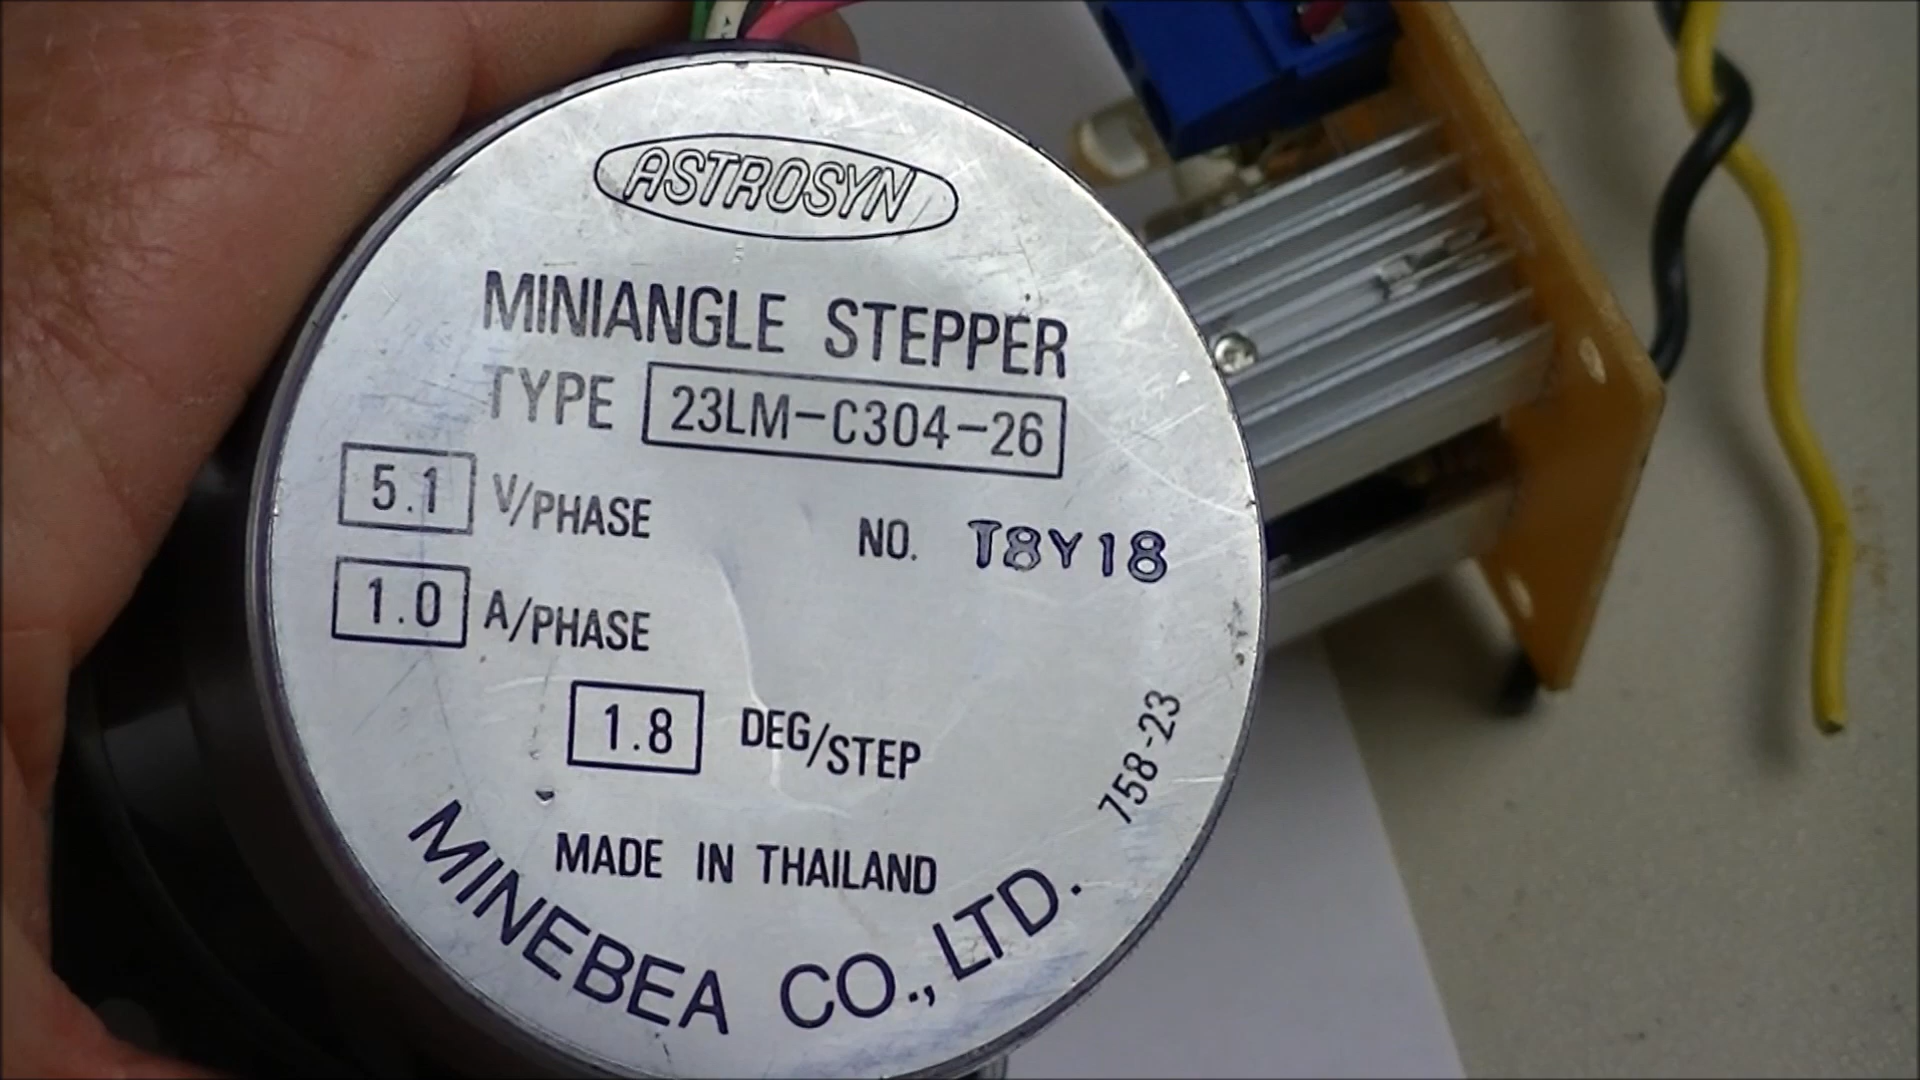 ASTROSYN
MINIANGLE STEPPER
TYPE 23LM-C304-26
5.1 V/PHASE
NO. T8Y18
1.0 A/PHASE
1.8 DEG/STEP
758-23
MADE IN THAILAND
MINEBEA CO.,LTD.